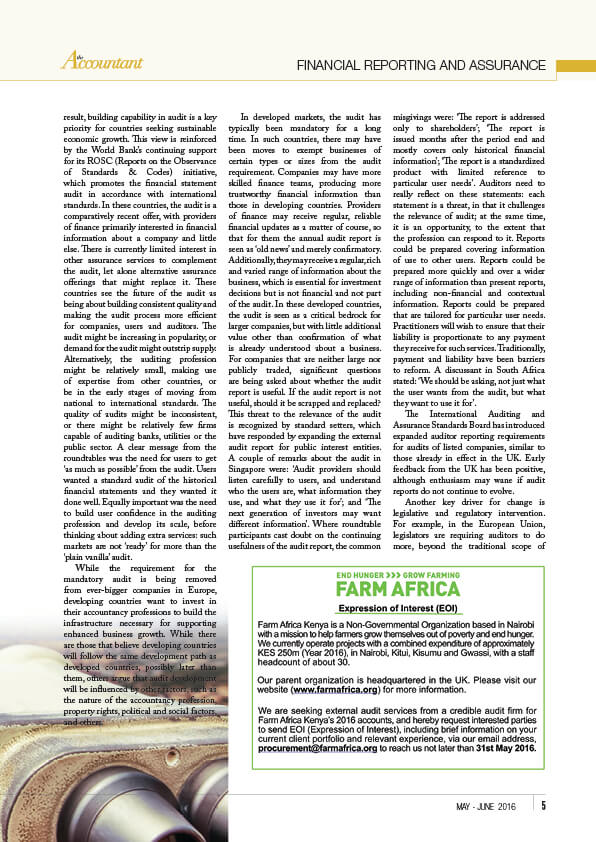 the
Accountant
FINANCIAL REPORTING AND ASSURANCE
result, building capability in audit is a key
priority for countries seeking sustainable
economic growth. This view is reinforced
by the World Bank's continuing support
for its ROSC (Reports on the Observance
of Standards & Codes) initiative,
which promotes the financial statement
audit in accordance with international
standards. In these countries, the audit is a
comparatively recent offer, with providers
of finance primarily interested in financial
information about a company and little
else. There is currently limited interest in
other assurance services to complement
the audit, let alone alternative assurance
offerings that might replace it. These
countries see the future of the audit as
being about building consistent quality and
making the audit process more efficient
for companies, users and auditors. The
audit might be increasing in popularity, or
demand for the audit might outstrip supply.
Alternatively, the auditing profession
might be relatively small, making use
of expertise from other countries, or
be in the early stages of moving from
national to international standards. The
quality of audits might be inconsistent,
or there might be relatively few firms
capable of auditing banks, utilities or the
public sector. A clear message from the
roundtables was the need for users to get
'as much as possible' from the audit. Users
wanted a standard audit of the historical
financial statements and they wanted it
done well. Equally important was the need
to build user confidence in the auditing
profession and develop its scale, before
thinking about adding extra services: such
markets are not 'ready' for more than the
'plain vanilla' audit.
While the requirement for the
mandatory audit is being removed
from ever-bigger companies in Europe,
developing countries want to invest in
their accountancy professions to build the
infrastructure necessary for supporting
enhanced business growth. While there
are those that believe developing countries
will follow the same development path as
developed countries, possibly later than
them, others argue that audit development
will be influenced by other factors, such as
the nature of the accountancy profession,
property rights, political and social factors,
and others.
In developed markets, the audit has
typically been mandatory for a long
time. In such countries, there may have
been moves to exempt businesses of
certain types or sizes from the audit
requirement. Companies may have more
skilled finance teams, producing more
trustworthy financial information than
those in developing countries. Providers
of finance may receive regular, reliable
financial updates as a matter of course, so
that for them the annual audit report is
seen as 'old news' and merely confirmatory.
Additionally, they may receive a regular, rich
and varied range of information about the
business, which is essential for investment
decisions but is not financial and not part
of the audit. In these developed countries,
the audit is seen as a critical bedrock for
larger companies, but with little additional
value other than confirmation of what
is already understood about a business.
For companies that are neither large nor
publicly traded, significant questions
are being asked about whether the audit
report is useful. If the audit report is not
useful, should it be scrapped and replaced?
This threat to the relevance of the audit
is recognized by standard setters, which
have responded by expanding the external
audit report for public interest entities.
A couple of remarks about the audit in
Singapore were: 'Audit providers should
listen carefully to users, and understand
who the users are, what information they
use, and what they use it for'; and 'The
next generation of investors may want
different information'. Where roundtable
participants cast doubt on the continuing
usefulness of the audit report, the common
misgivings were: 'The report is addressed
only to shareholders'; 'The report is
issued months after the period end and
mostly covers only historical financial
information'; 'The report is a standardized
product with limited reference to
particular user needs'. Auditors need to
really reflect on these statements: each
statement is a threat, in that it challenges
the relevance of audit; at the same time,
it is an opportunity, to the extent that
the profession can respond to it. Reports
could be prepared covering information
of use to other users. Reports could be
prepared more quickly and over a wider
range of information than present reports,
including non-financial and contextual
information. Reports could be prepared
that are tailored for particular user needs.
Practitioners will wish to ensure that their
liability is proportionate to any payment
they receive for such services. Traditionally,
payment and liability have been barriers
to reform. A discussant in South Africa
stated: 'We should be asking, not just what
the user wants from the audit, but what
they want to use it for'.
The International Auditing and
Assurance Standards Board has introduced
expanded auditor reporting requirements
for audits of listed companies, similar to
those already in effect in the UK. Early
feedback from the UK has been positive,
although enthusiasm may wane if audit
reports do not continue to evolve.
Another key driver for change is
legislative and regulatory intervention.
For example, in the European Union,
legislators are requiring auditors to do
more, beyond the traditional scope of
END HUNGER >>> GROW FARMING
FARM AFRICA
Expression of Interest (EOI)
Farm Africa Kenya is a Non-Governmental Organization based in Nairobi
with a mission to help farmers grow themselves out of poverty and end hunger.
We currently operate projects with a combined expenditure of approximately
KES 250m (Year 2016), in Nairobi, Kitui, Kisumu and Gwassi, with a staff
headcount of about 30.
Our parent organization is headquartered in the UK. Please visit our
website (www.farmafrica.org) for more information.
We are seeking external audit services from a credible audit firm for
Farm Africa Kenya's 2016 accounts, and hereby request interested parties
to send EOI (Expression of Interest), including brief information on your
current client portfolio and relevant experience, via our email address,
procurement@farmafrica.org to reach us not later than 31st May 2016.
MAY - JUNE 2016 5